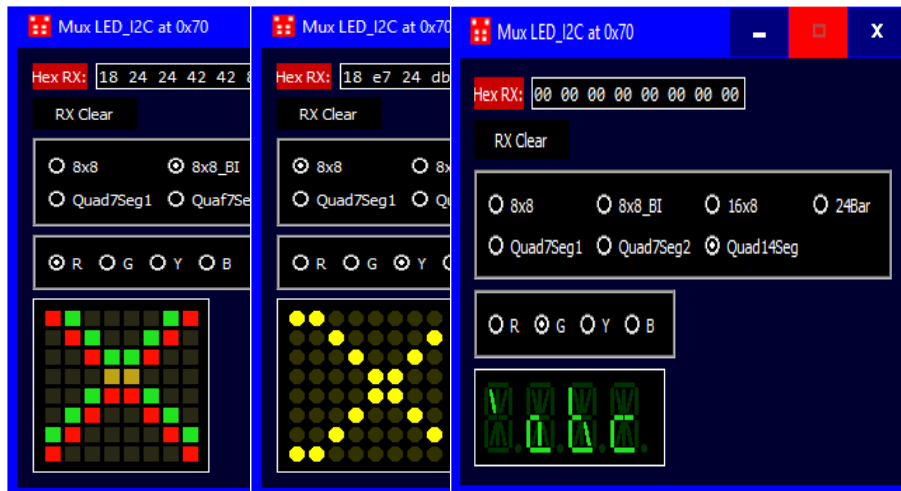 Mux LED_I2C at 0x70
Hex RX: 18 24 24 42 42
RX Clear
8x8 8x8_BI
Quad7Seg1 Quaf7Se
R G Y B
Mux LED_I2C at 0x70
Hex RX: 18 e7 24 db
RX Clear
8x8 8x
Quad7Seg1 Qu
R G Y
Mux LED_I2C at 0x70
X
Hex RX: 00 00 00 00 00 00 00 00
RX Clear
8x8 8x8_BI 16x8 24Bar
Quad7Seg1 Quad7Seg2 Quad14Seg
R G Y B